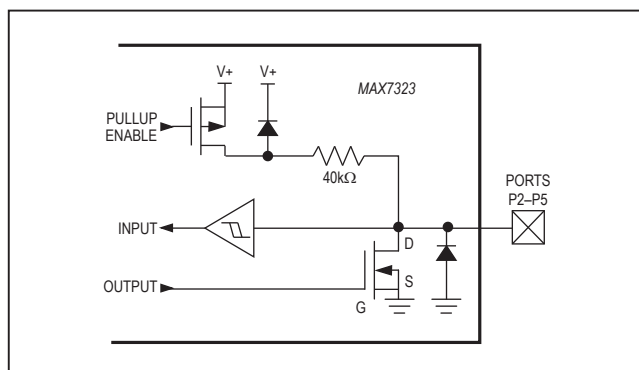 V+
V+
MAX7323
PULLUP
ENABLE
40kΩ
PORTS
P2–P5
INPUT
D
OUTPUT
S
G